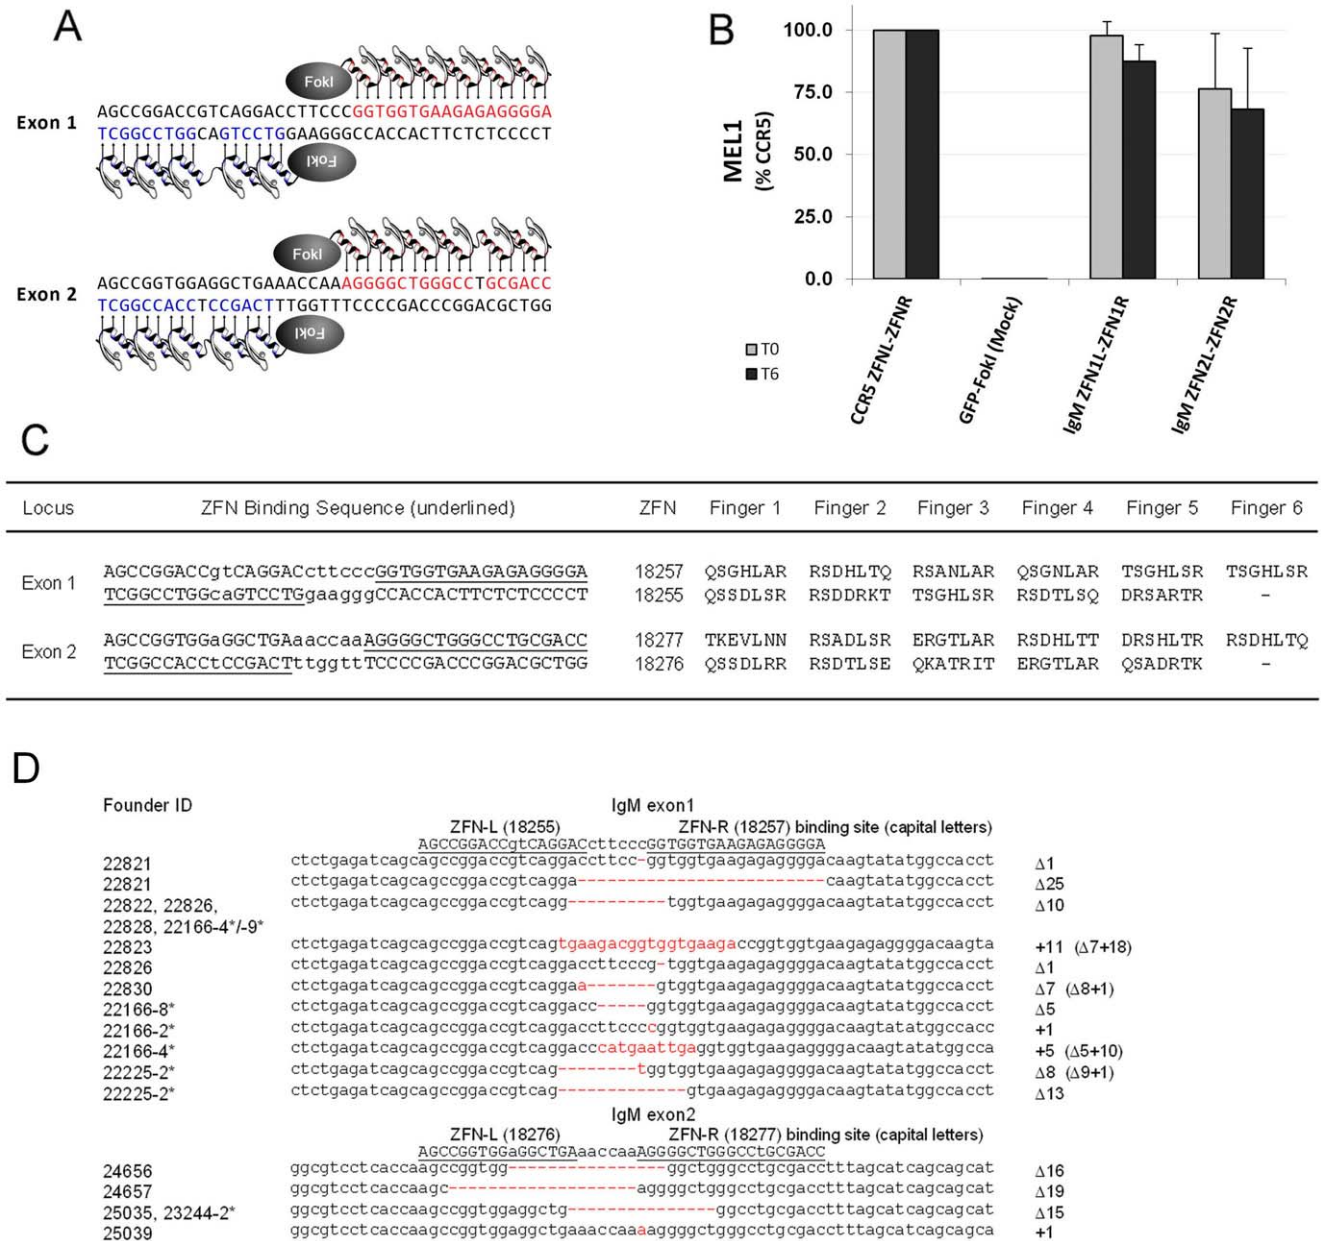 A
FokI
Exon 1
AGCCGGACCGTCAGGACCTTCCCGGTGGTGAAGAGAGGGGA
TCGGCCTGGCAGTCCTGGAAGGGCCACCACTTCTCTCCCCT
FokI
FokI
Exon 2
AGCCGGTGGAGGCTGAAACCAAAGGGGCTGGGCCTGCGACC
TCGGCCACCTCCGACTTTGGTTTCCCCGACCCGGACGCTGG
FokI
B
MEL1
(% CCR5)
100.0
75.0
50.0
25.0
0.0
T0
T6
CCR5 ZFNL-ZFNR
GFP-FokI (Mock)
IgM ZFN1L-ZFN1R
IgM ZFN2L-ZFN2R
C
Locus ZFN Binding Sequence (underlined) ZFN Finger 1 Finger 2 Finger 3 Finger 4 Finger 5 Finger 6
Exon 1
AGCCGGACCgtCAGGACcttcccGGTGGTGAAGAGAGGGGA 18257 QSGHLAR RSDHLTQ RSANLAR QSGNLAR TSGHLSR TSGHLSR
TCGGCCTGGcaGTCCTGgaagggCCACCACTTCTCTCCCCT 18255 QSSDLSR RSDDRKT TSGHLSR RSDTLSQ DRSARTR -
Exon 2
AGCCGGTGGaGGCTGAaaccaaAGGGGCTGGGCCTGCGACC 18277 TKEVLNN RSADLSR ERGTLAR RSDHLTT DRSHLTR RSDHLTQ
TCGGCCACCtCCGACTttggttTCCCCGACCCGGACGCTGG 18276 QSSDLRR RSDTLSE QKATRIT ERGTLAR QSADRTK -
D
Founder ID IgM exon1
ZFN-L (18255) ZFN-R (18257) binding site (capital letters)
AGCCGGACCgtCAGGACcttcccGGTGGTGAAGAGAGGGGA
22821 ctctgagatcagcagccggaccgtcaggaccttccc-ggtggtgaagagaggggacaagtatatggccacct Δ1
22821 ctctgagatcagcagccggaccgtcagga-------------------------caagtatatggccacct Δ25
22822, 22826, ctctgagatcagcagccggaccgtcagg----------tggtgaagagaggggacaagtatatggccacct Δ10
22828, 22166-4*/-9*
22823 ctctgagatcagcagccggaccgtcagtgaagacggtggtgaagaccggtggtgaagagaggggacaagta +11 (Δ7+18)
22826 ctctgagatcagcagccggaccgtcaggaccttcccg-tggtgaagagaggggacaagtatatggccacct Δ1
22830 ctctgagatcagcagccggaccgtcaggaa-------gtggtgaagagaggggacaagtatatggccacct Δ7 (Δ8+1)
22166-8* ctctgagatcagcagccggaccgtcaggacc-----ggtggtgaagagaggggacaagtatatggccacct Δ5
22166-2* ctctgagatcagcagccggaccgtcaggaccttccccggtggtgaagagaggggacaagtatatggccacc +1
22166-4* ctctgagatcagcagccggaccgtcaggacccatgaattgaggtggtgaagagaggggacaagtatatggcca +5 (Δ5+10)
22225-2* ctctgagatcagcagccggaccgtcag--------tggtggtgaagagaggggacaagtatatggccacct Δ8 (Δ9+1)
22225-2* ctctgagatcagcagccggaccgtcag-------------gtgaagagaggggacaagtatatggccacct Δ13
IgM exon2
ZFN-L (18276) ZFN-R (18277) binding site (capital letters)
AGCCGGTGGaGGCTGAaaccaaAGGGGCTGGGCCtGCGACC
24656 ggcgtcctcaccaagccggtgg----------------ggctgggcctgcgacctttagcatcagcagcat Δ16
24657 ggcgtcctcaccaagc-------------------aggggctgggcctgcgacctttagcatcagcagcat Δ19
25035, 23244-2* ggcgtcctcaccaagccggtggaggctg---------------ggcctgcgacctttagcatcagcagcat Δ15
25039 ggcgtcctcaccaagccggtggaggctgaaaccaaaaggggctgggcctgcgacctttagcatcagcagca +1